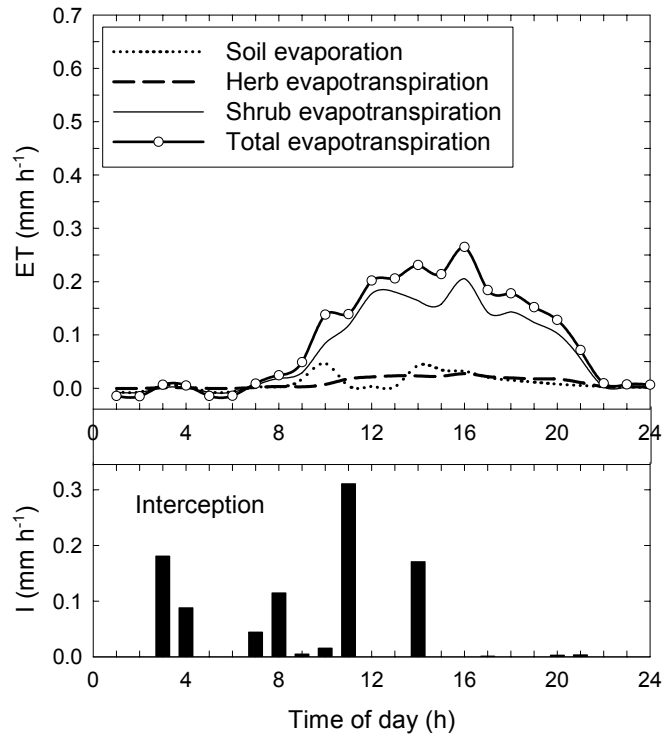 0.7
0.6
0.5
0.4
0.3
0.2
0.1
0.0
ET (mm h⁻¹)
Soil evaporation
Herb evapotranspiration
Shrub evapotranspiration
Total evapotranspiration
0 4 8 12 16 20 24
0.3
0.2
0.1
0.0
I (mm h⁻¹)
Interception
0 4 8 12 16 20 24
Time of day (h)